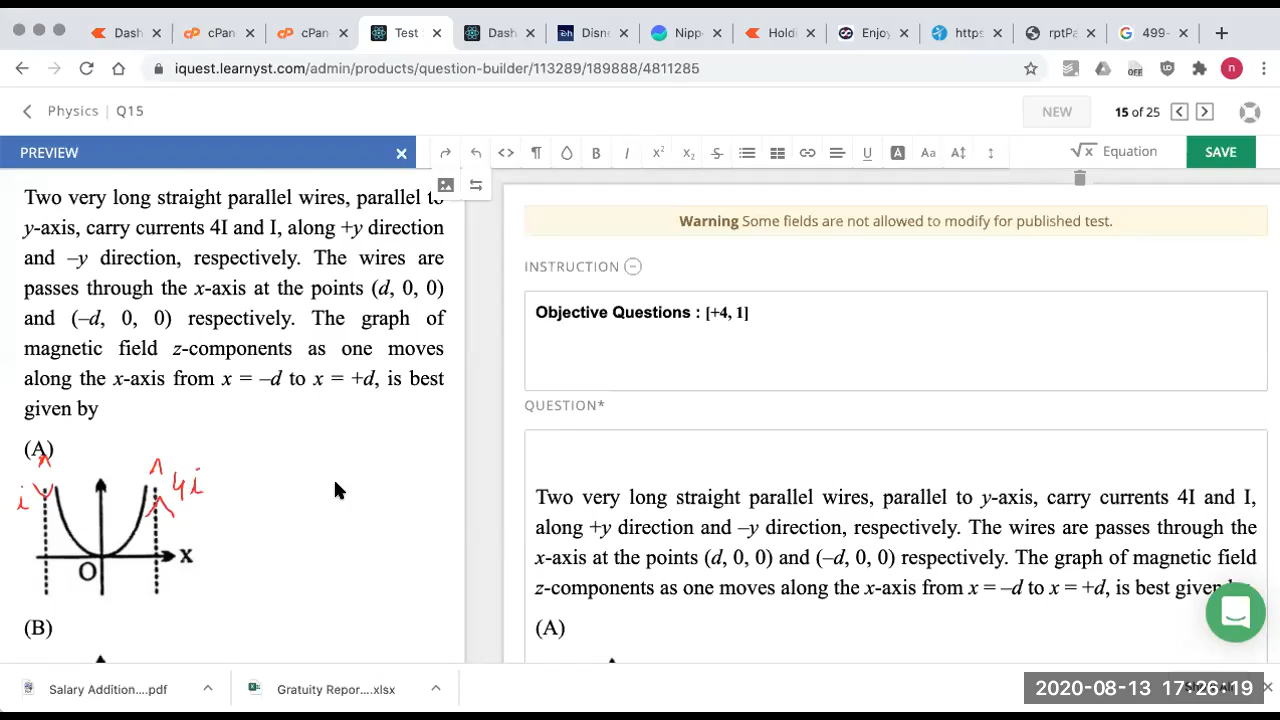 Dash
cPan
cPan
Test
Dash
Disne
Nipp
Hold
Enjoy
https
rptPa
499-
iquest.learnyst.com/admin/products/question-builder/113289/189888/4811285
OFF
n
Physics | Q15
NEW
15 of 25
PREVIEW
Equation
SAVE
Two very long straight parallel wires, parallel to
y-axis, carry currents 4I and I, along +y direction
and –y direction, respectively. The wires are
passes through the x-axis at the points (d, 0, 0)
and (–d, 0, 0) respectively. The graph of
magnetic field z-components as one moves
along the x-axis from x = –d to x = +d, is best
given by
(A)
i
4i
X
O
(B)
Warning Some fields are not allowed to modify for published test.
INSTRUCTION
Objective Questions : [+4, 1]
QUESTION*
Two very long straight parallel wires, parallel to y-axis, carry currents 4I and I,
along +y direction and –y direction, respectively. The wires are passes through the
x-axis at the points (d, 0, 0) and (–d, 0, 0) respectively. The graph of magnetic field
z-components as one moves along the x-axis from x = –d to x = +d, is best given
(A)
Salary Addition....pdf
Gratuity Repor....xlsx
2020-08-13 17:26:19